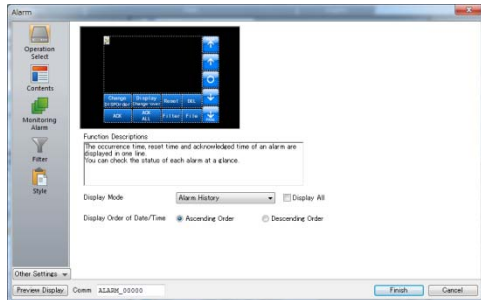 Alarm
Operation
Select
Contents
Monitoring
Alarm
Filter
Style
Change
DispOrder
Display
Changeover
Reset
DEL
ACK
ACK
ALL
Filter
File
Function Descriptions
The occurrence time, reset time and acknowledged time of an alarm are
displayed in one line.
You can check the status of each alarm at a glance.
Display Mode
Alarm History
Display All
Display Order of Date/Time
Ascending Order
Descending Order
Other Settings
Preview Display
Comm
ALARM_00000
Finish
Cancel